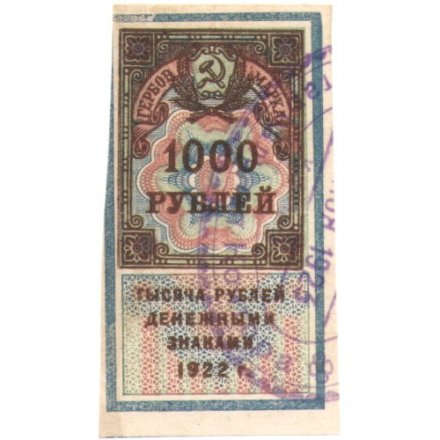 ГЕРБОВ. МАРКА
1000
РУБЛЕЙ
ТЫСЯЧА РУБЛЕЙ
ДЕНЕЖНЫМИ
ЗНАКАМИ
1922 г.